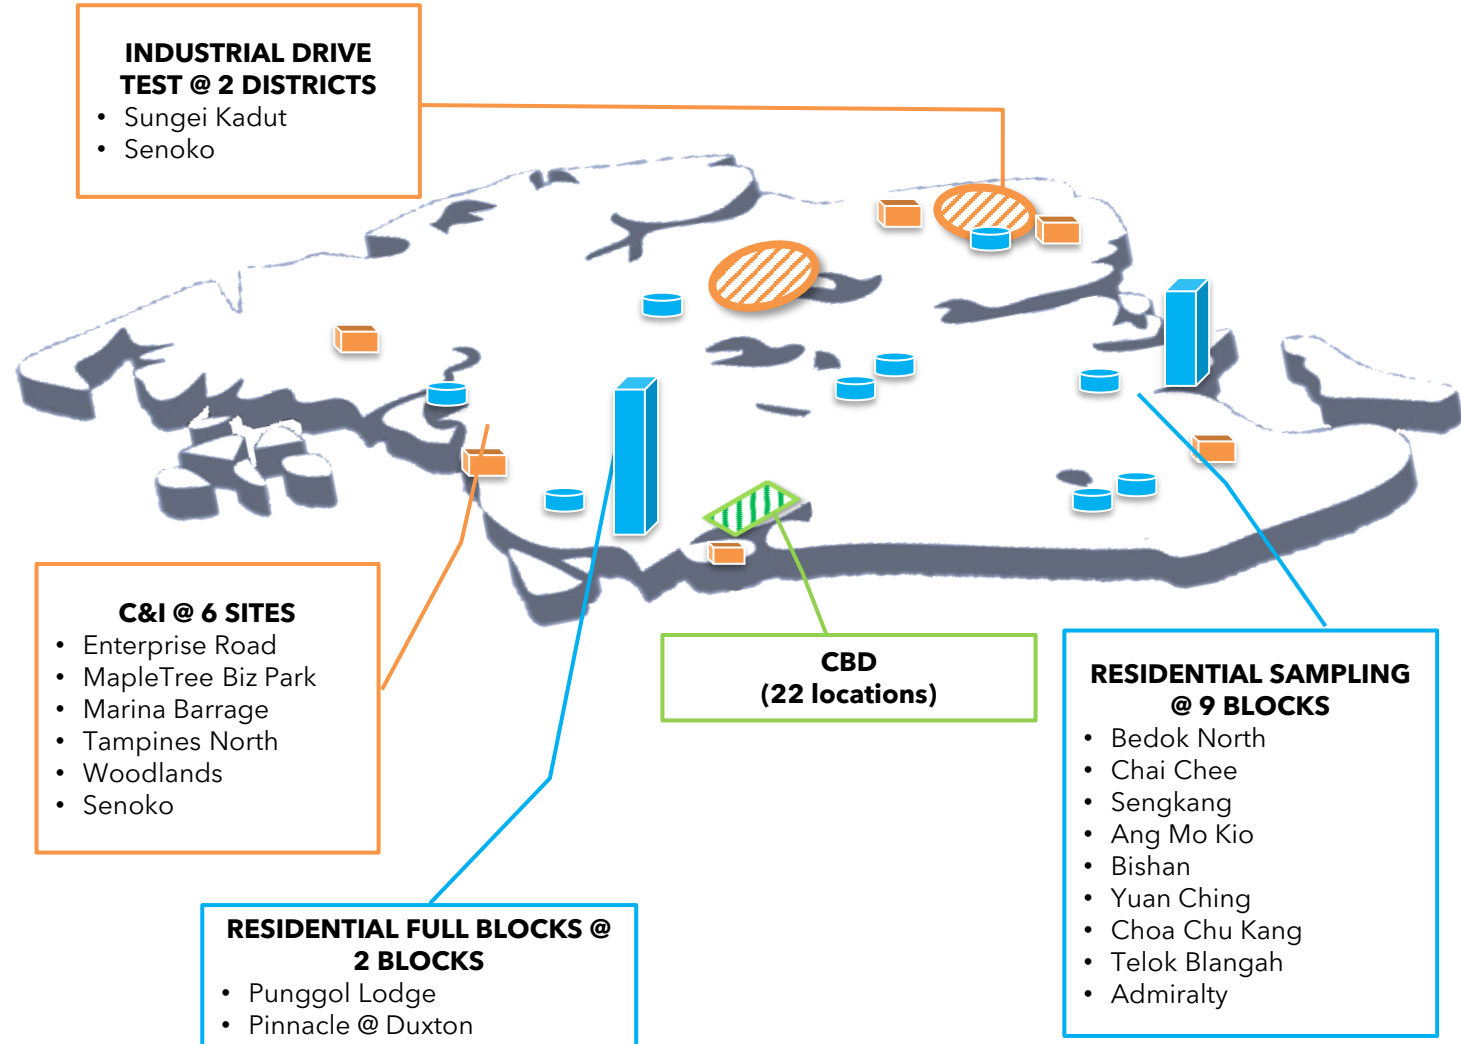 INDUSTRIAL DRIVE
TEST @ 2 DISTRICTS
• Sungei Kadut
• Senoko
C&I @ 6 SITES
• Enterprise Road
• MapleTree Biz Park
• Marina Barrage
• Tampines North
• Woodlands
• Senoko
CBD
(22 locations)
RESIDENTIAL SAMPLING
@ 9 BLOCKS
• Bedok North
• Chai Chee
• Sengkang
• Ang Mo Kio
• Bishan
• Yuan Ching
• Choa Chu Kang
• Telok Blangah
• Admiralty
RESIDENTIAL FULL BLOCKS @
2 BLOCKS
• Punggol Lodge
• Pinnacle @ Duxton